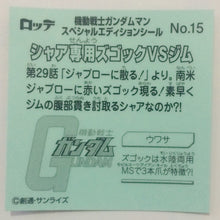 ロッテ
機動戦士ガンダムマン
スペシャルエディションシール
No.15
せんよう
シャア専用ズゴックVSジム
第29話「ジャブローに散る!」より。南米
ジャブローに赤いズゴック現る!素早く
ジムの腹部貫き討取るシャアなのか?!
機動戦士
ガンダム
GUNDAM
ウワサ
ズゴックは水陸両用
MSで3本爪が特徴?!
©創通・サンライズ